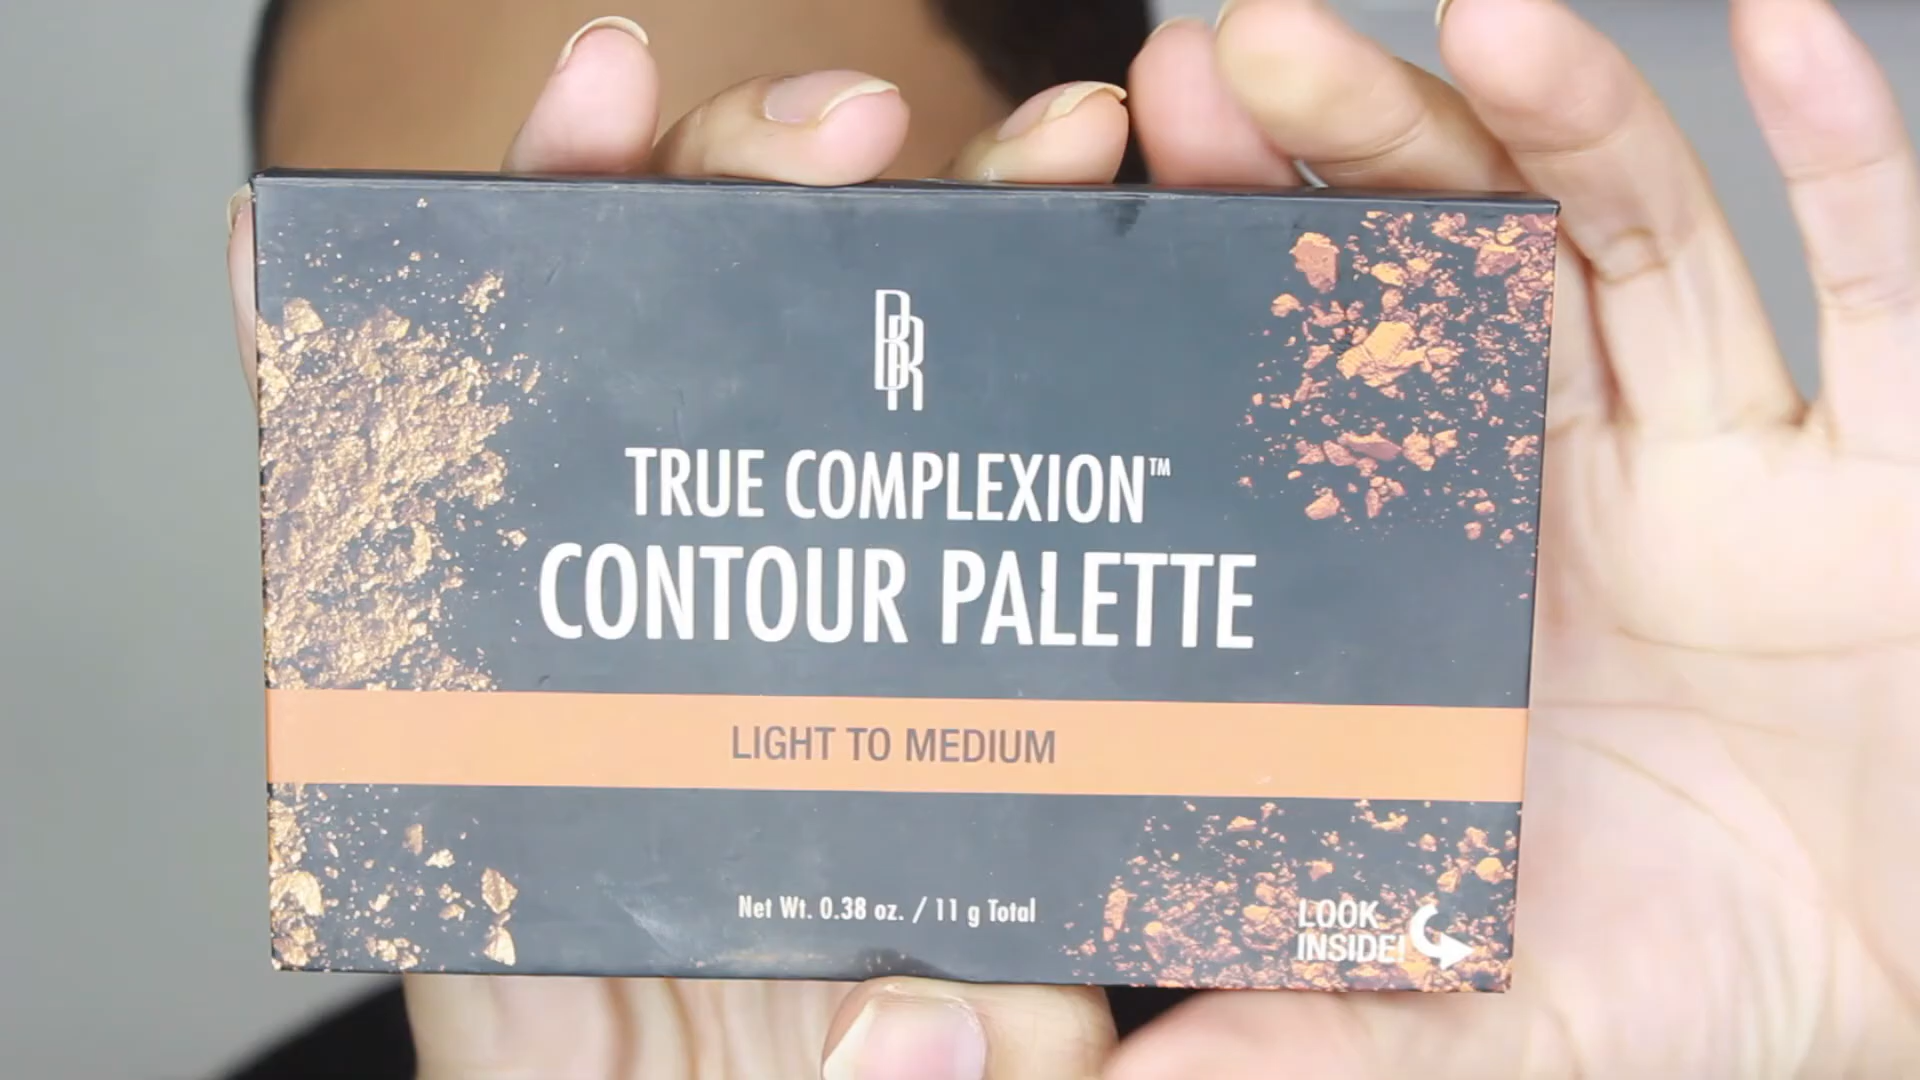 BR
TRUE COMPLEXION™
CONTOUR PALETTE
LIGHT TO MEDIUM
Net Wt. 0.38 oz. / 11 g Total
LOOK
INSIDE!